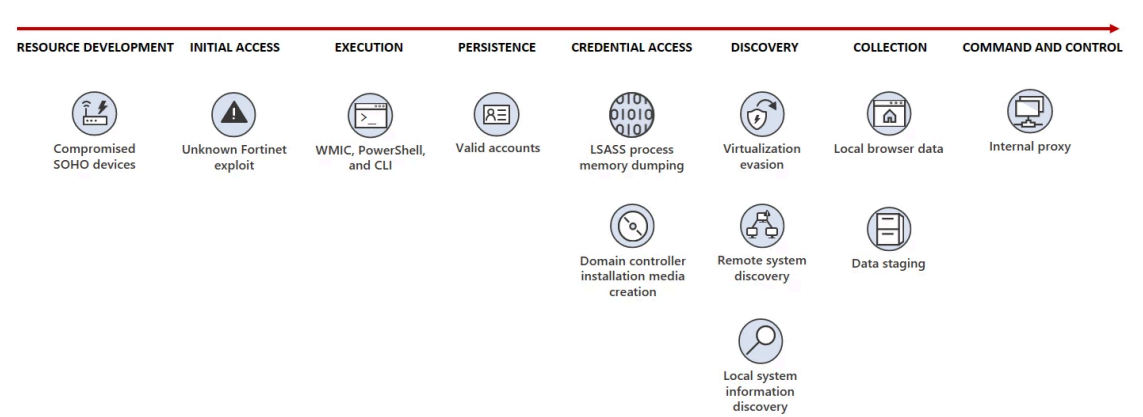 RESOURCE DEVELOPMENT
INITIAL ACCESS
EXECUTION
PERSISTENCE
CREDENTIAL ACCESS
DISCOVERY
COLLECTION
COMMAND AND CONTROL
Compromised
SOHO devices
Unknown Fortinet
exploit
WMIC, PowerShell,
and CLI
Valid accounts
LSASS process
memory dumping
Domain controller
installation media
creation
Virtualization
evasion
Remote system
discovery
Local system
information
discovery
Local browser data
Data staging
Internal proxy